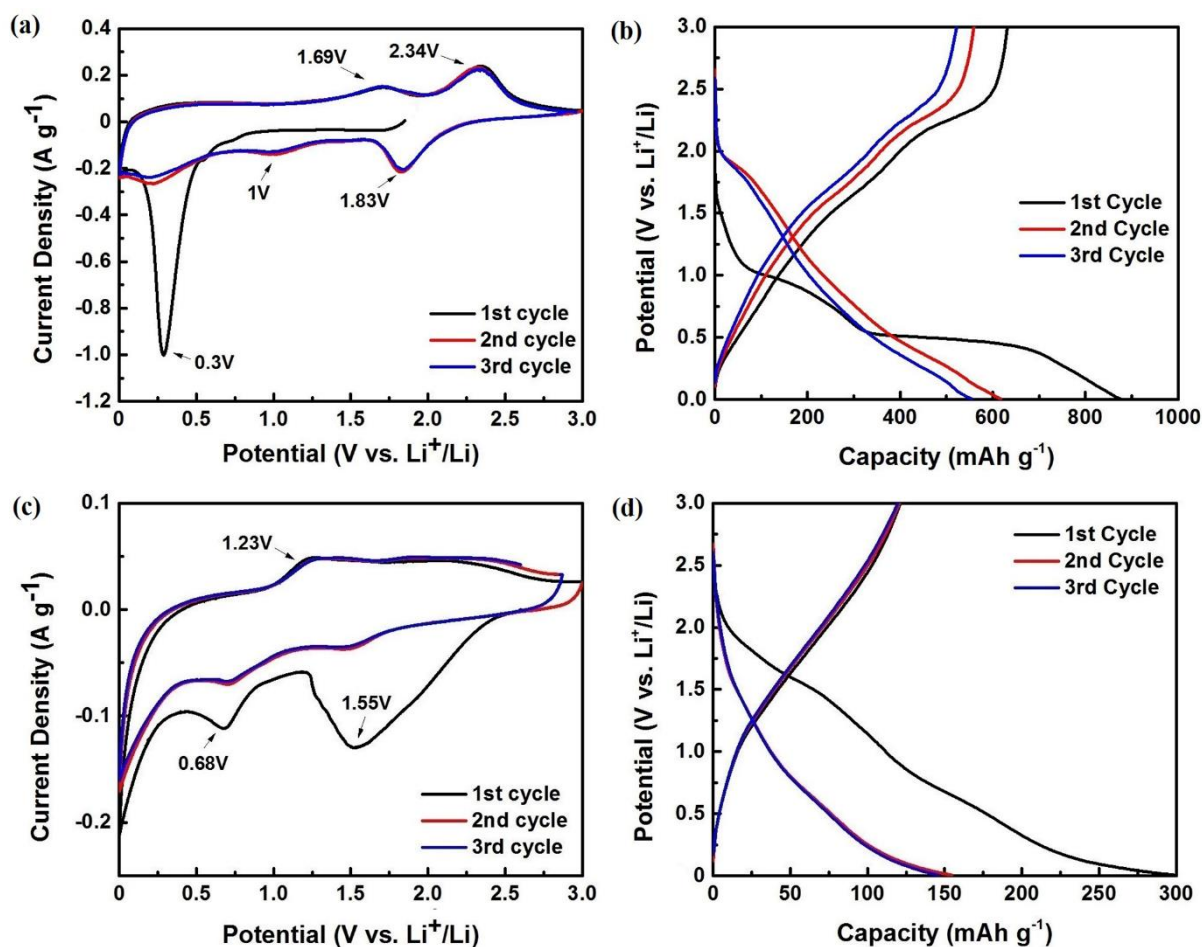 (a)
0.4
0.2
0
-0.2
-0.4
-0.6
-0.8
-1.0
-1.2
Current Density (A g⁻¹)
1.69V
2.34V
1V
1.83V
0.3V
1st cycle
2nd cycle
3rd cycle
0 0.5 1.0 1.5 2.0 2.5 3.0
Potential (V vs. Li⁺/Li)
(b)
3.0
2.5
2.0
1.5
1.0
0.5
0.0
Potential (V vs. Li⁺/Li)
1st Cycle
2nd Cycle
3rd Cycle
0 200 400 600 800 1000
Capacity (mAh g⁻¹)
(c)
0.1
0.0
-0.1
-0.2
Current Density (A g⁻¹)
1.23V
1.55V
0.68V
1st cycle
2nd cycle
3rd cycle
0 0.5 1.0 1.5 2.0 2.5 3.0
Potential (V vs. Li⁺/Li)
(d)
3.0
2.5
2.0
1.5
1.0
0.5
0
Potential (V vs. Li⁺/Li)
1st Cycle
2nd Cycle
3rd Cycle
0 50 100 150 200 250 300
Capacity (mAh g⁻¹)